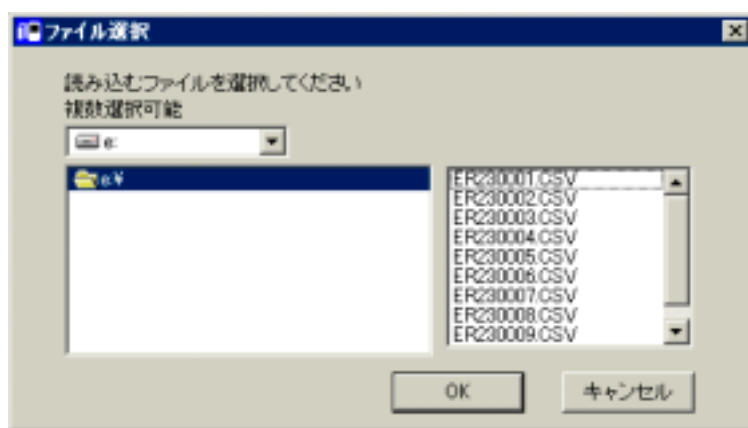 ファイル選択
読み込むファイルを選択してください
複数選択可能
e:
e:¥
ER230001.CSV
ER230002.CSV
ER230003.CSV
ER230004.CSV
ER230005.CSV
ER230006.CSV
ER230007.CSV
ER230008.CSV
ER230009.CSV
OK
キャンセル